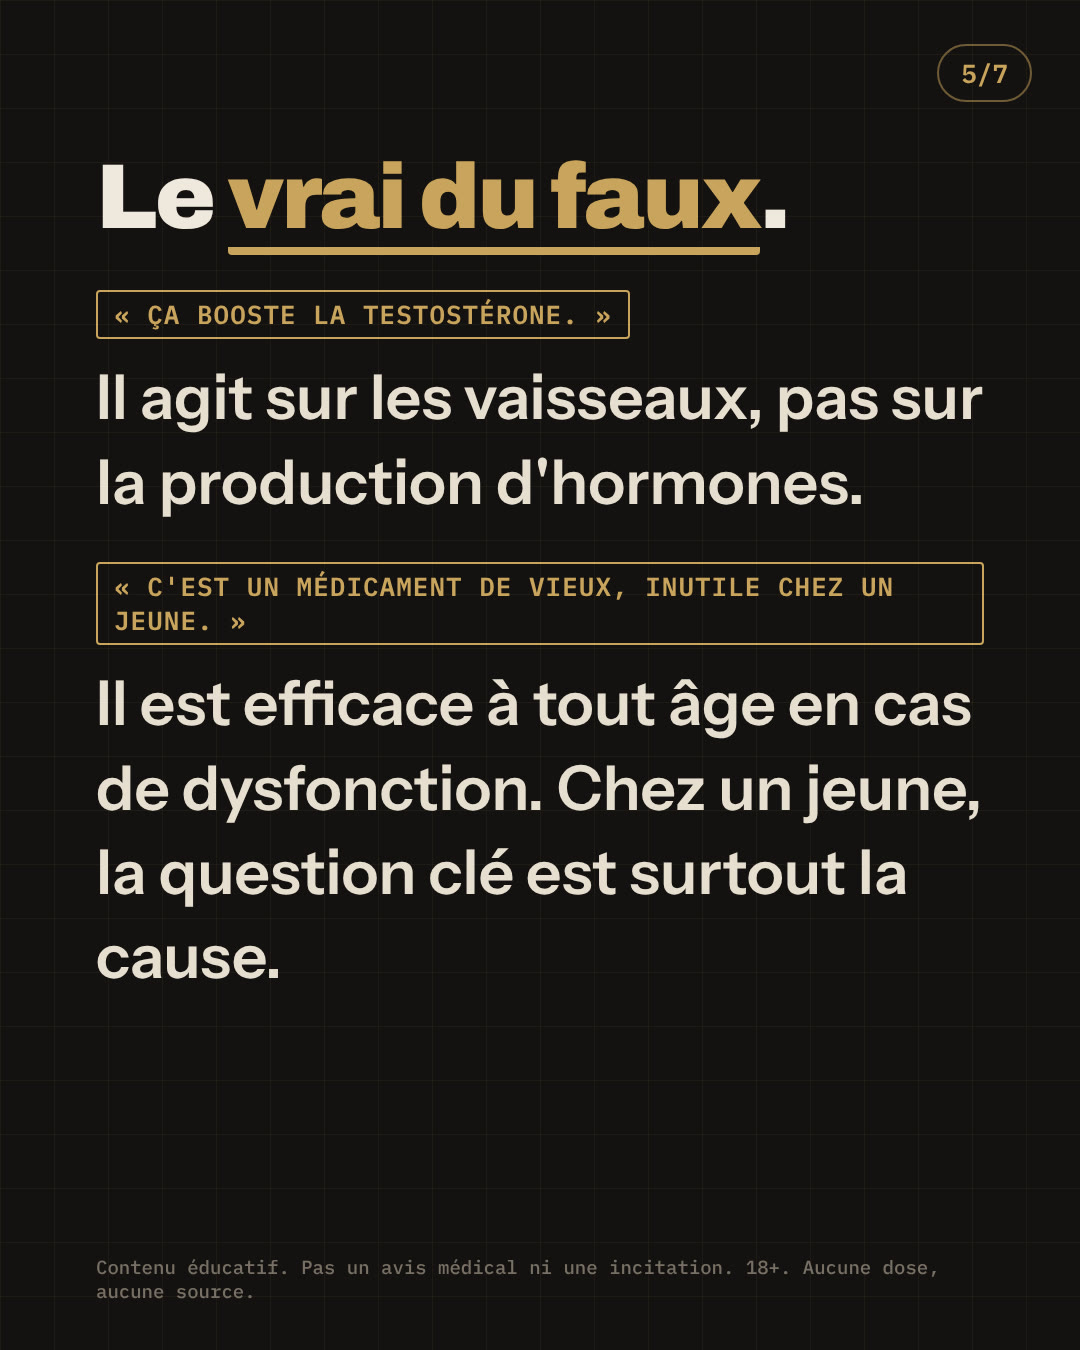 5/7
Le vrai du faux.
« ÇA BOOSTE LA TESTOSTÉRONE. »
Il agit sur les vaisseaux, pas sur
la production d'hormones.
« C'EST UN MÉDICAMENT DE VIEUX, INUTILE CHEZ UN
JEUNE. »
Il est efficace à tout âge en cas
de dysfonction. Chez un jeune,
la question clé est surtout la
cause.
Contenu éducatif. Pas un avis médical ni une incitation. 18+. Aucune dose,
aucune source.